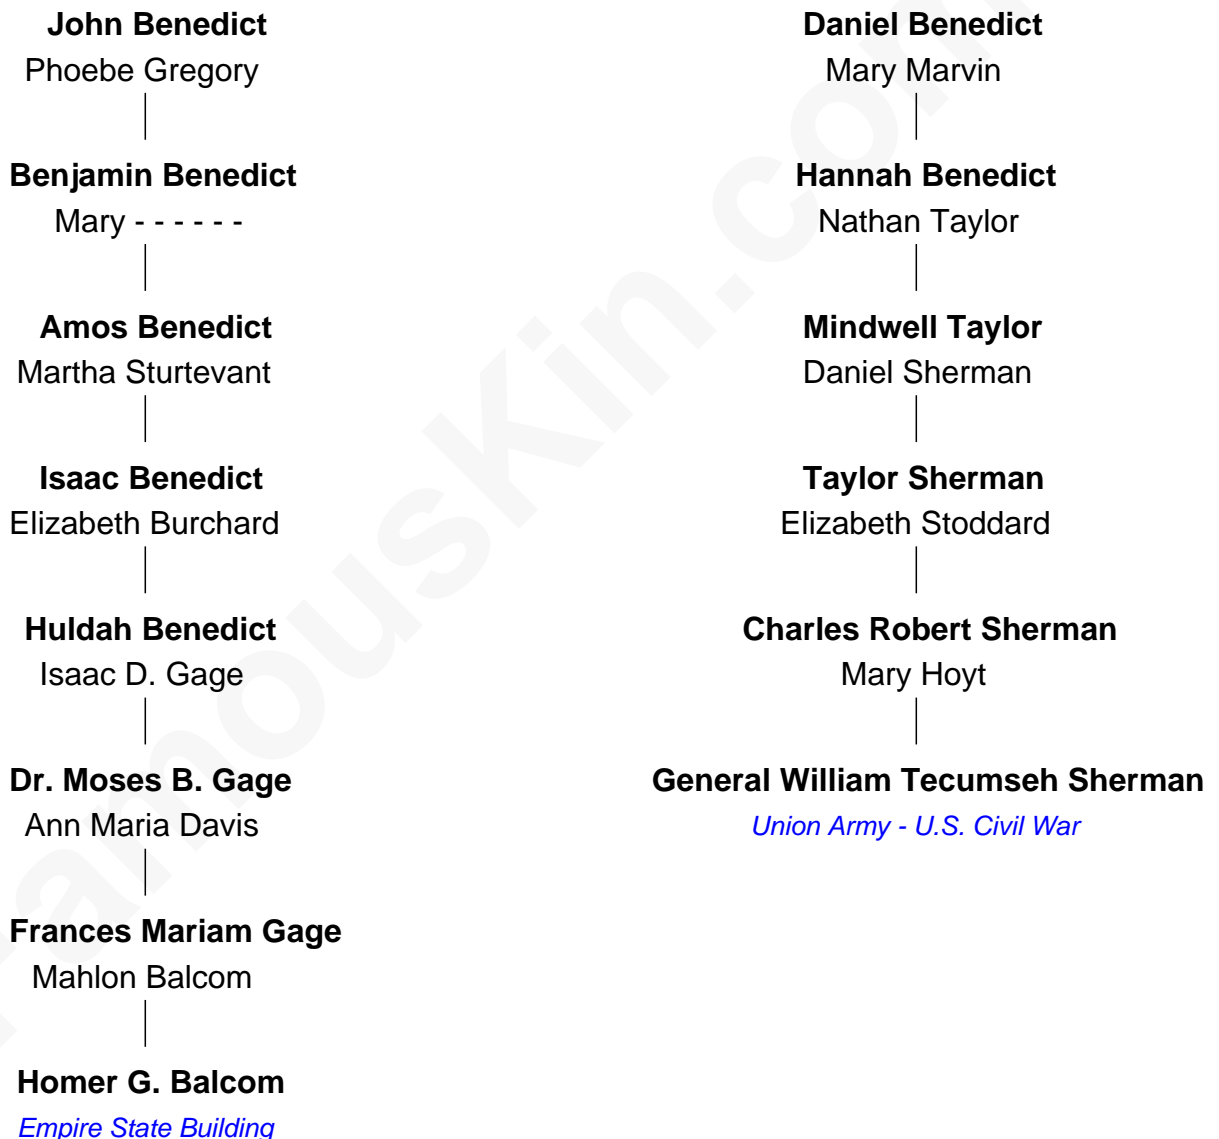 John Benedict
Phoebe Gregory
Benjamin Benedict
Mary - - - - - -
Amos Benedict
Martha Sturtevant
Isaac Benedict
Elizabeth Burchard
Huldah Benedict
Isaac D. Gage
Dr. Moses B. Gage
Ann Maria Davis
Frances Mariam Gage
Mahlon Balcom
Homer G. Balcom
Empire State Building
Daniel Benedict
Mary Marvin
Hannah Benedict
Nathan Taylor
Mindwell Taylor
Daniel Sherman
Taylor Sherman
Elizabeth Stoddard
Charles Robert Sherman
Mary Hoyt
General William Tecumseh Sherman
Union Army - U.S. Civil War
FamousKin.com